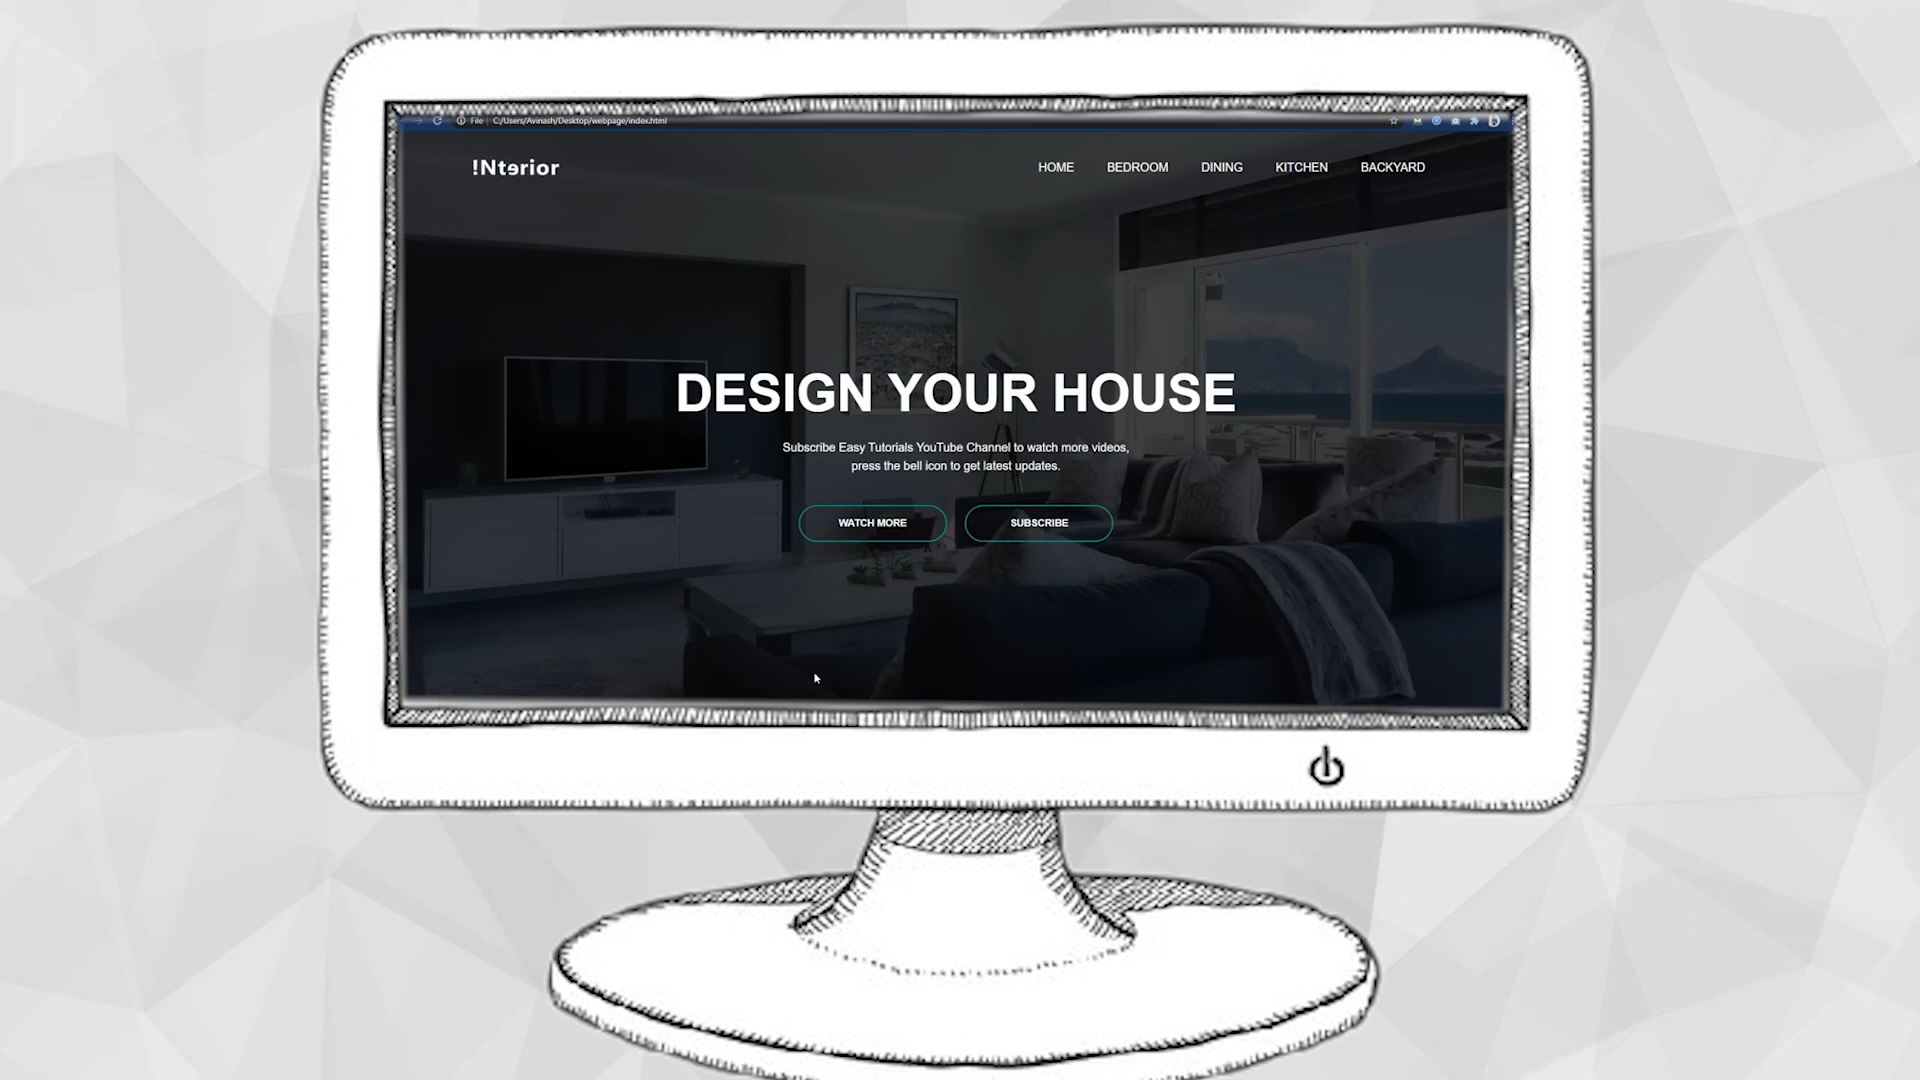 File C:/Users/Avinash/Desktop/webpage/index.html
!Nterior
HOME BEDROOM DINING KITCHEN BACKYARD
DESIGN YOUR HOUSE
Subscribe Easy Tutorials YouTube Channel to watch more videos,
press the bell icon to get latest updates.
WATCH MORE SUBSCRIBE